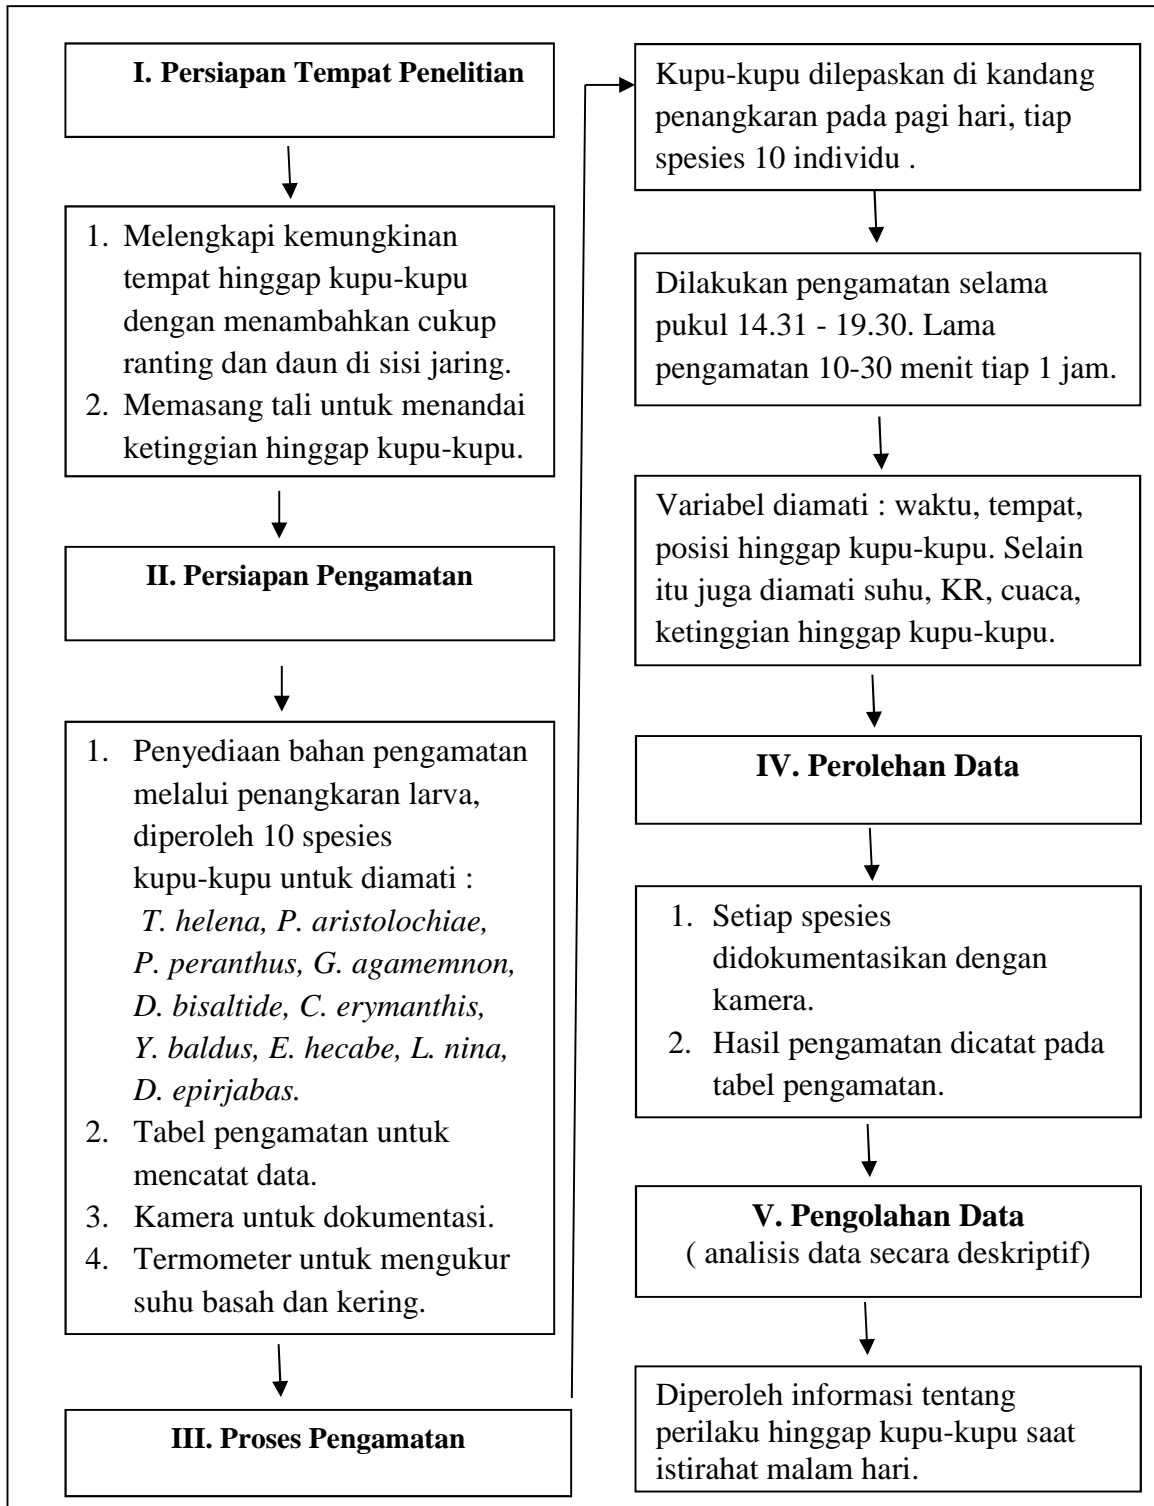 I. Persiapan Tempat Penelitian
1. Melengkapi kemungkinan
tempat hinggap kupu-kupu
dengan menambahkan cukup
ranting dan daun di sisi jaring.
2. Memasang tali untuk menandai
ketinggian hinggap kupu-kupu.
II. Persiapan Pengamatan
1. Penyediaan bahan pengamatan
melalui penangkaran larva,
diperoleh 10 spesies
kupu-kupu untuk diamati :
T. helena, P. aristolochiae,
P. peranthus, G. agamemnon,
D. bisaltide, C. erymanthis,
Y. baldus, E. hecabe, L. nina,
D. epirjabas.
2. Tabel pengamatan untuk
mencatat data.
3. Kamera untuk dokumentasi.
4. Termometer untuk mengukur
suhu basah dan kering.
III. Proses Pengamatan
Kupu-kupu dilepaskan di kandang
penangkaran pada pagi hari, tiap
spesies 10 individu .
Dilakukan pengamatan selama
pukul 14.31 - 19.30. Lama
pengamatan 10-30 menit tiap 1 jam.
Variabel diamati : waktu, tempat,
posisi hinggap kupu-kupu. Selain
itu juga diamati suhu, KR, cuaca,
ketinggian hinggap kupu-kupu.
IV. Perolehan Data
1. Setiap spesies
didokumentasikan dengan
kamera.
2. Hasil pengamatan dicatat pada
tabel pengamatan.
V. Pengolahan Data
( analisis data secara deskriptif)
Diperoleh informasi tentang
perilaku hinggap kupu-kupu saat
istirahat malam hari.